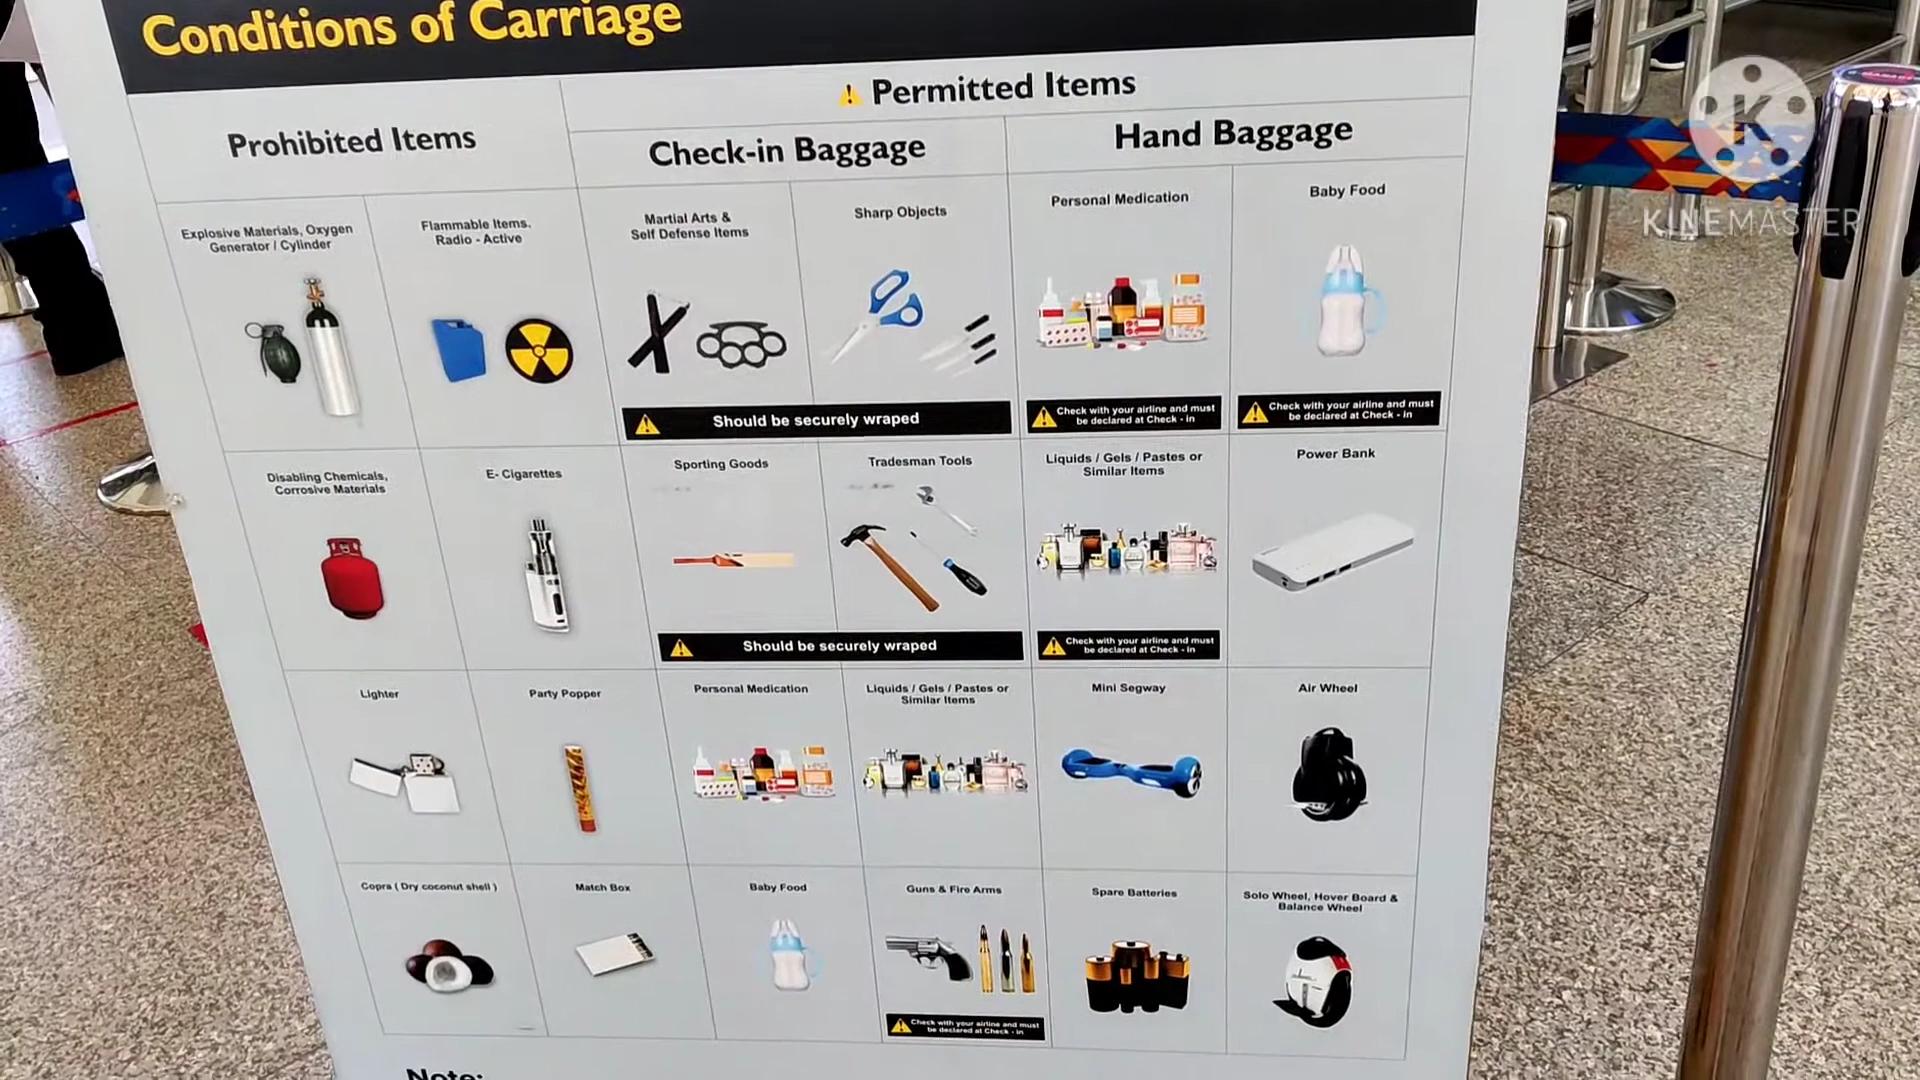 Conditions of Carriage
Permitted Items
Prohibited Items
Check-in Baggage
Hand Baggage
Explosive Materials, Oxygen
Generator / Cylinder
Flammable Items.
Radio - Active
Martial Arts &
Self Defense Items
Sharp Objects
Personal Medication
Baby Food
Should be securely wraped
Check with your airline and must
be declared at Check - in
Check with your airline and must
be declared at Check - in
Disabling Chemicals,
Corrosive Materials
E- Cigarettes
Sporting Goods
Tradesman Tools
Liquids / Gels / Pastes or
Similar Items
Power Bank
Should be securely wraped
Check with your airline and must
be declared at Check - in
Lighter
Party Popper
Personal Medication
Liquids / Gels / Pastes or
Similar Items
Mini Segway
Air Wheel
Copra ( Dry coconut shell )
Match Box
Baby Food
Guns & Fire Arms
Spare Batteries
Solo Wheel, Hover Board &
Balance Wheel
Check with your airline and must
be declared at Check - in
Note:
K
KINEMASTER